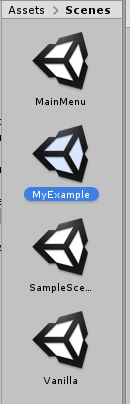 Assets > Scenes
MainMenu
MyExample
SampleSce...
Vanilla